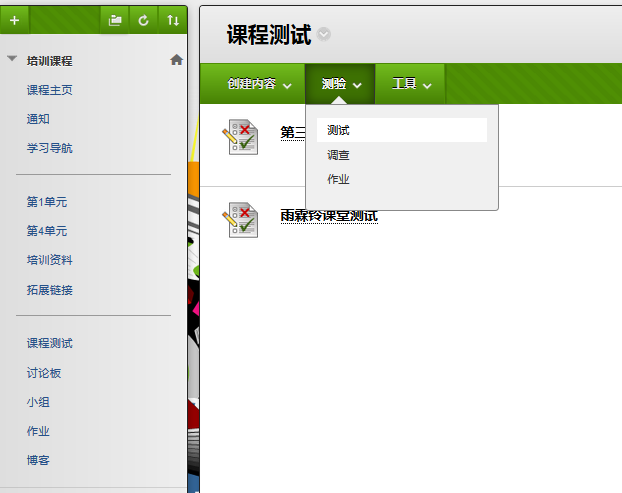 培训课程
课程主页
通知
学习导航
第1单元
第4单元
培训资料
拓展链接
课程测试
讨论板
小组
作业
博客
课程测试
创建内容 测验 工具
测试
调查
作业
第三
雨霖铃课堂测试